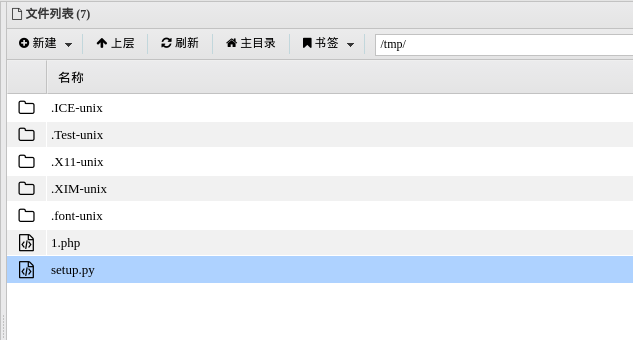 文件列表 (7)
新建 上层 刷新 主目录 书签 /tmp/
名称
.ICE-unix
.Test-unix
.X11-unix
.XIM-unix
.font-unix
1.php
setup.py